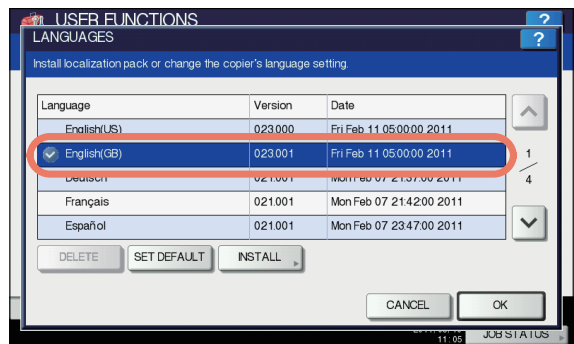 USER FUNCTIONS ?
LANGUAGES ?
Install localization pack or change the copier's language setting.
Language Version Date
English(US) 023.000 Fri Feb 11 05:00:00 2011
English(GB) 023.001 Fri Feb 11 05:00:00 2011 1
Deutsch 021.001 Mon Feb 07 21:37:00 2011 4
Français 021.001 Mon Feb 07 21:42:00 2011
Español 021.001 Mon Feb 07 23:47:00 2011
DELETE SET DEFAULT INSTALL
CANCEL OK
11:05 JOB STATUS